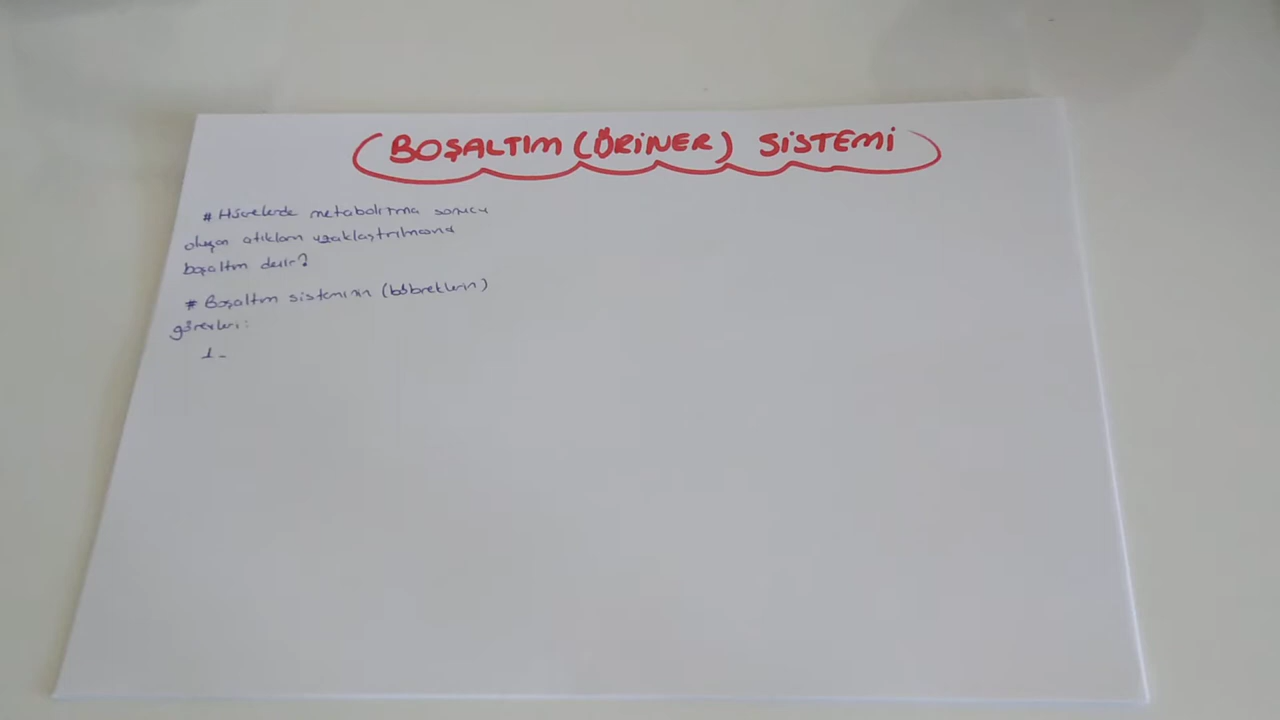 BOŞALTIM (ÜRİNER) SİSTEMİ
# Hücrelerde metabolizma sonucu
oluşan atıkların uzaklaştırılmasına
boşaltım denir?
# Boşaltım sisteminin (böbreklerin)
görevleri:
1-